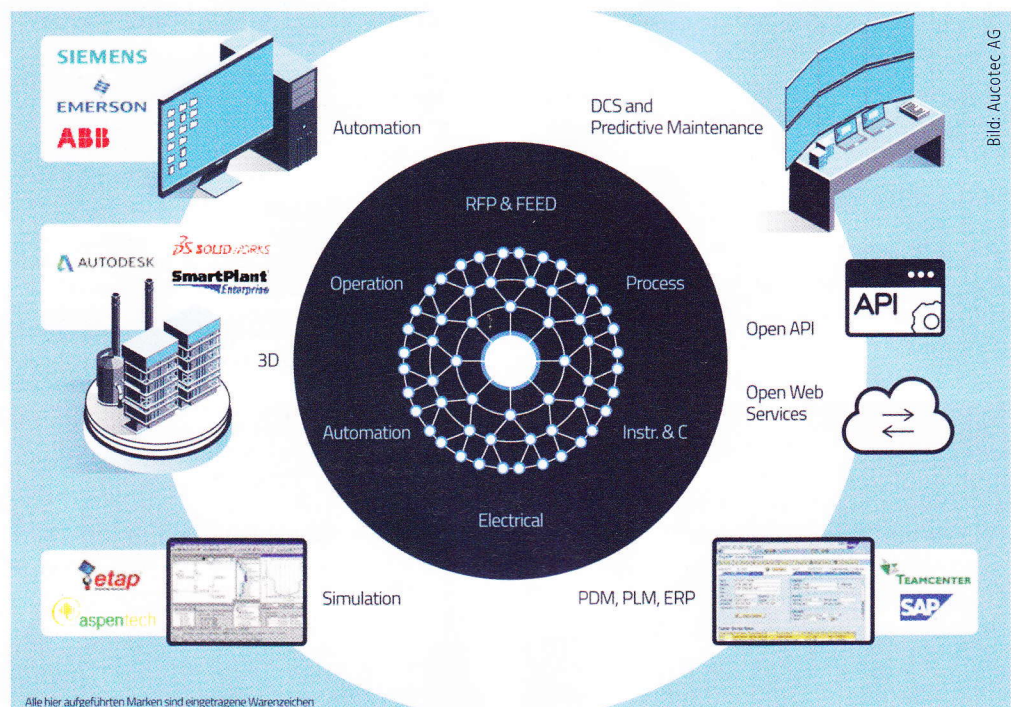 SIEMENS
EMERSON
ABB
Automation
DCS and
Predictive Maintenance
Bild: Aucotec AG
AUTODESK
SOLIDWORKS
SmartPlant
Enterprise
3D
RFP & FEED
Operation
Process
Automation
Instr. & C
Electrical
API
Open API
Open Web
Services
etap
aspentech
Simulation
PDM, PLM, ERP
TEAMCENTER
SAP
Alle hier aufgeführten Marken sind eingetragene Warenzeichen